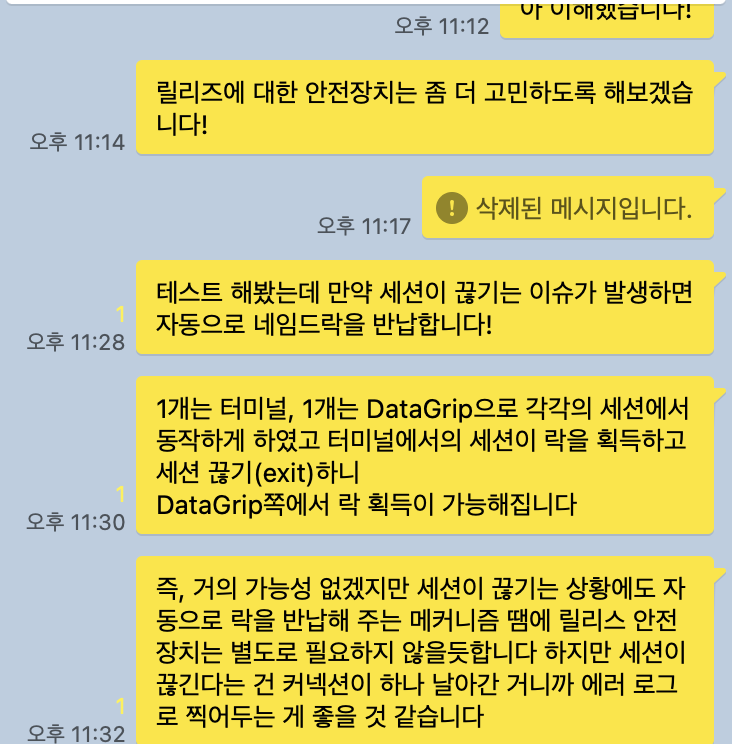 아 이해했습니다!
오후 11:12
릴리즈에 대한 안전장치는 좀 더 고민하도록 해보겠습
니다!
오후 11:14
! 삭제된 메시지입니다.
오후 11:17
테스트 해봤는데 만약 세션이 끊기는 이슈가 발생하면
자동으로 네임드락을 반납합니다!
1
오후 11:28
1개는 터미널, 1개는 DataGrip으로 각각의 세션에서
동작하게 하였고 터미널에서의 세션이 락을 획득하고
세션 끊기(exit)하니
DataGrip쪽에서 락 획득이 가능해집니다
1
오후 11:30
즉, 거의 가능성 없겠지만 세션이 끊기는 상황에도 자
동으로 락을 반납해 주는 메커니즘 땜에 릴리스 안전
장치는 별도로 필요하지 않을듯합니다 하지만 세션이
끊긴다는 건 커넥션이 하나 날아간 거니까 에러 로그
로 찍어두는 게 좋을 것 같습니다
1
오후 11:32